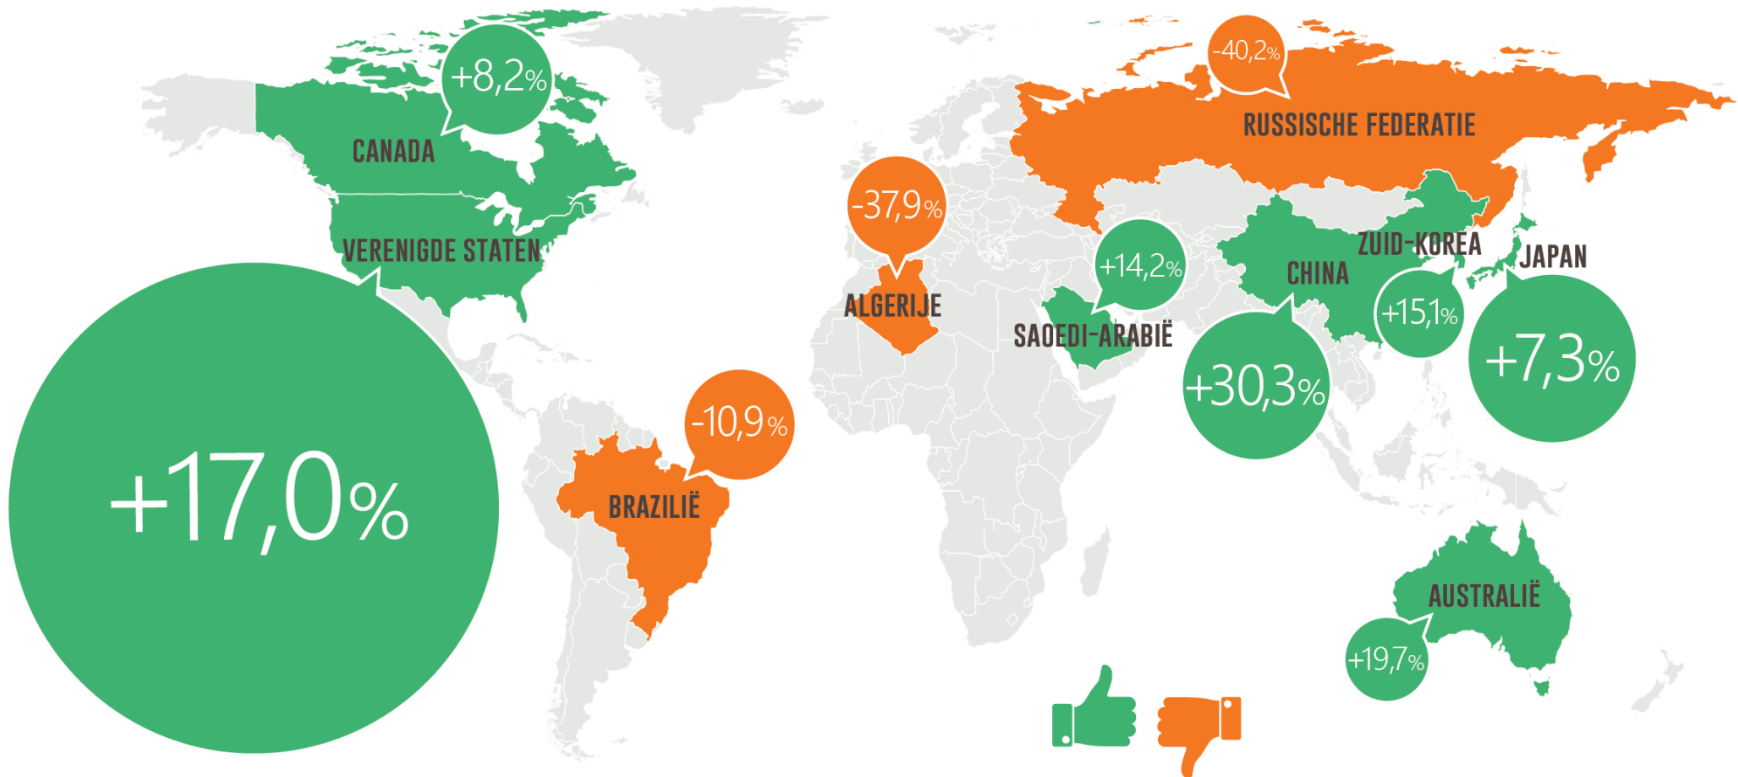 +8,2%
CANADA
VERENIGDE STATEN
+17,0%
-10,9%
BRAZILIË
-37,9%
ALGERIJE
-40,2%
RUSSISCHE FEDERATIE
+14,2%
SAOEDI-ARABIË
CHINA
+30,3%
ZUID-KOREA
+15,1%
JAPAN
+7,3%
AUSTRALIË
+19,7%